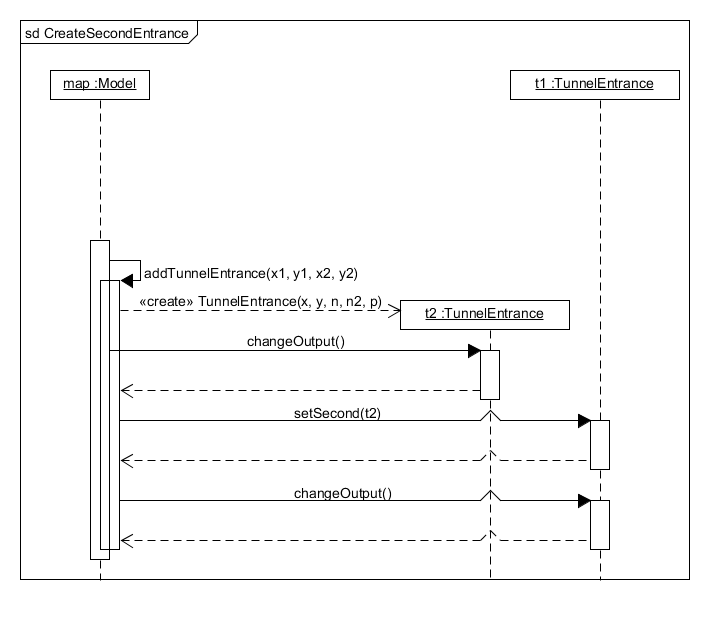 sd CreateSecondEntrance
map :Model
t1 :TunnelEntrance
addTunnelEntrance(x1, y1, x2, y2)
«create» TunnelEntrance(x, y, n, n2, p)
t2 :TunnelEntrance
changeOutput()
setSecond(t2)
changeOutput()